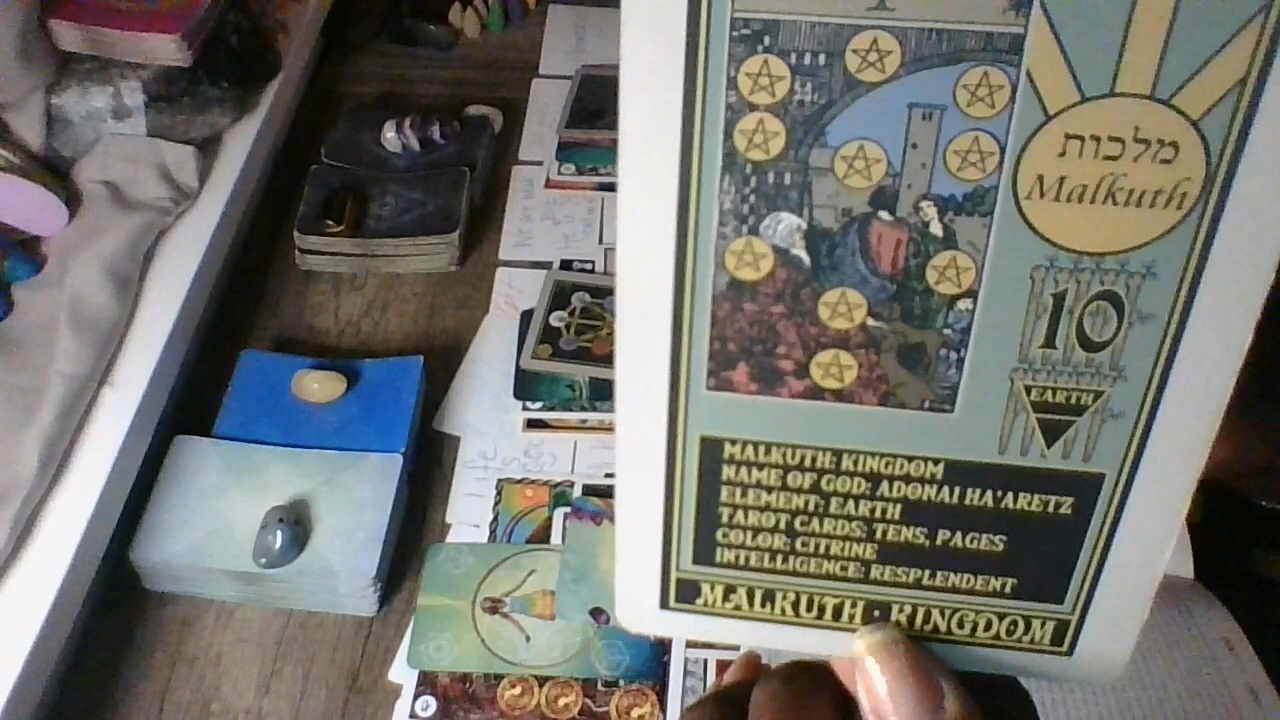 מלכות
Malkuth
10
EARTH
MALKUTH: KINGDOM
NAME OF GOD: ADONAI HA'ARETZ
ELEMENT: EARTH
TAROT CARDS: TENS, PAGES
COLOR: CITRINE
INTELLIGENCE: RESPLENDENT
MALKUTH · KINGDOM